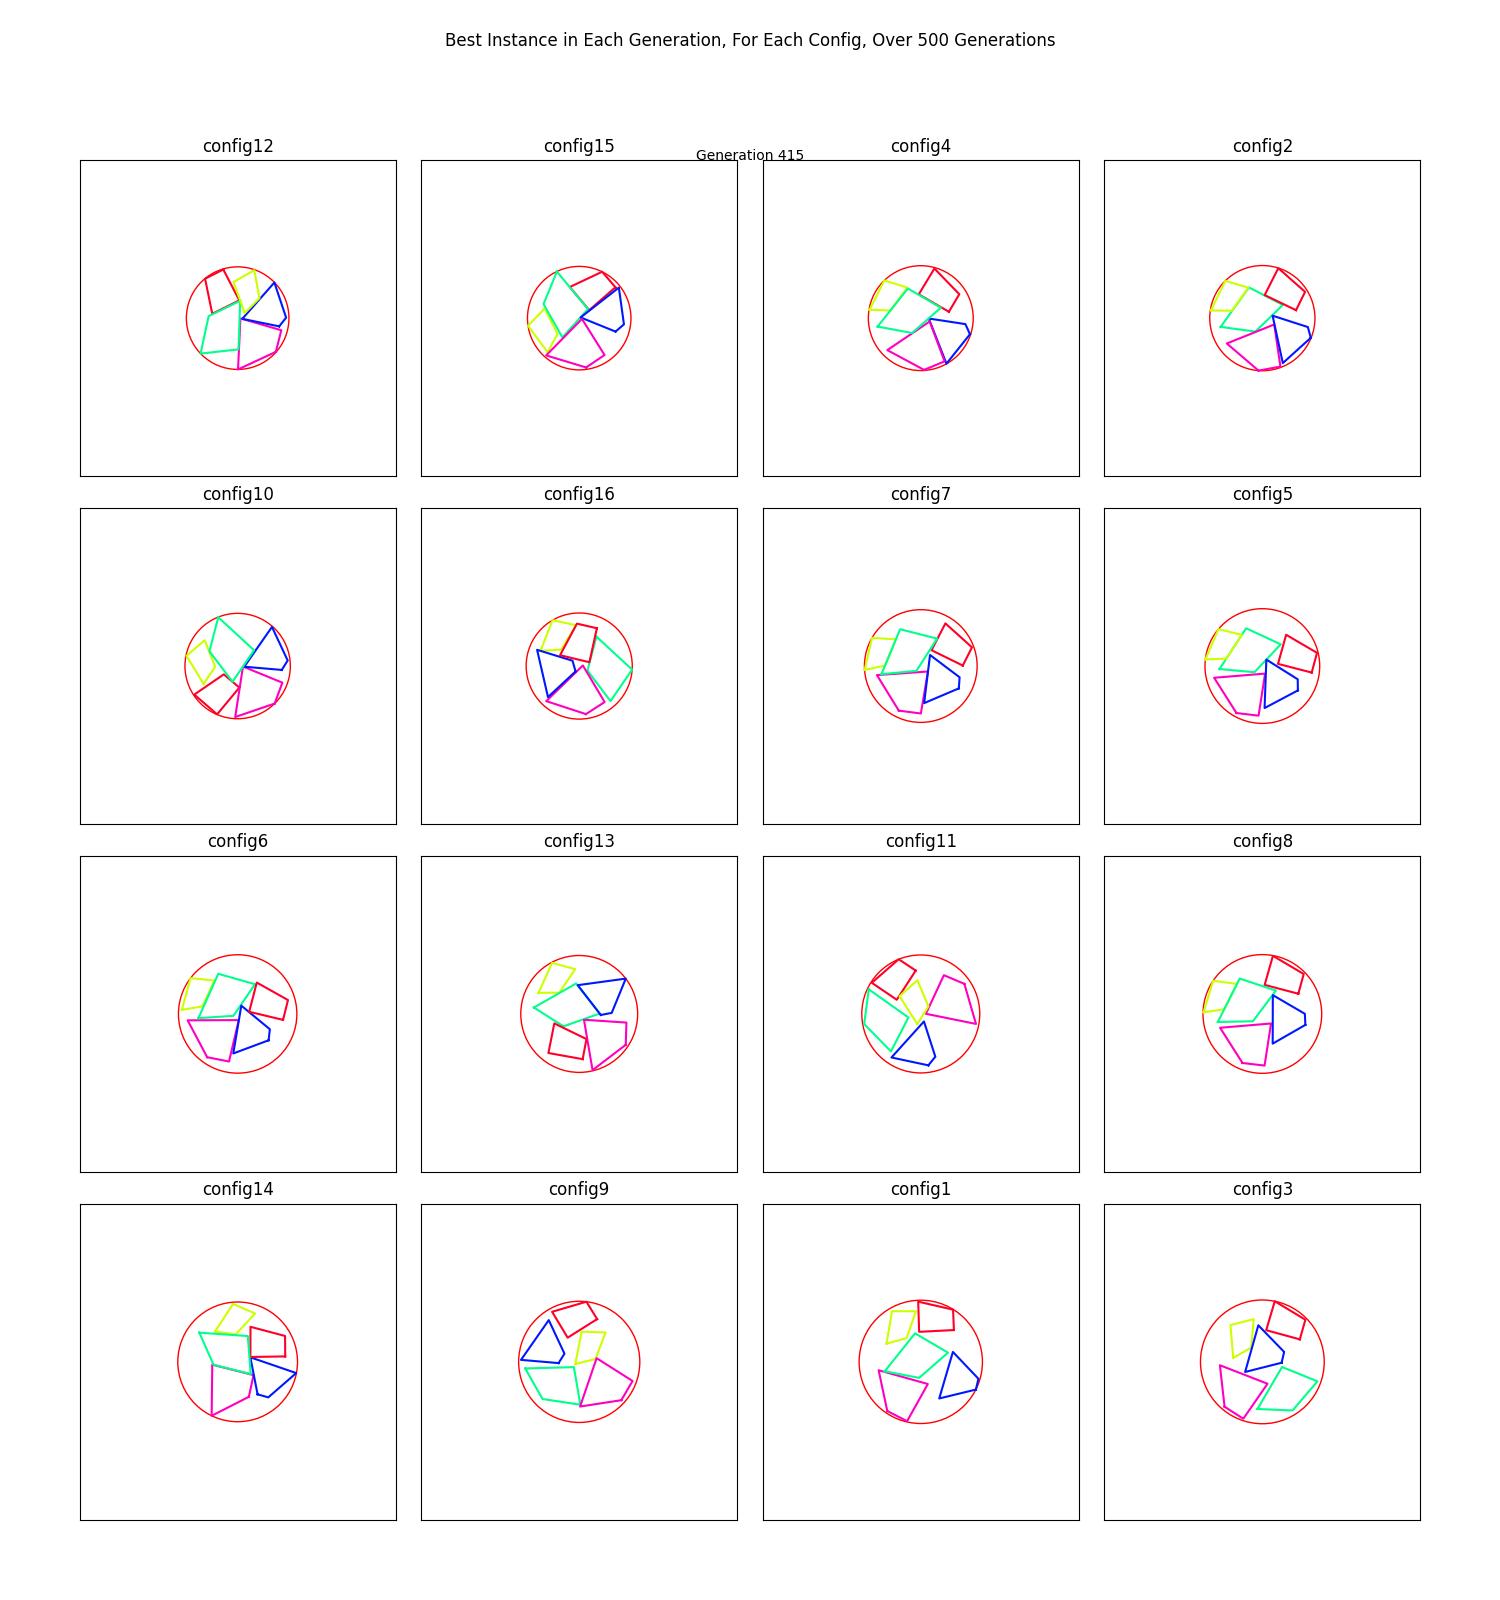 Best Instance in Each Generation, For Each Config, Over 500 Generations
Generation 415
config12
config15
config4
config2
config10
config16
config7
config5
config6
config13
config11
config8
config14
config9
config1
config3